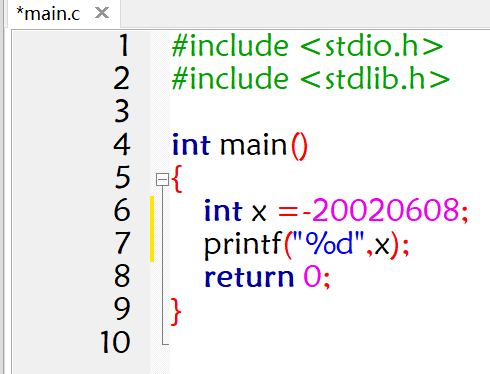 *main.c ×
1 #include <stdio.h>
2 #include <stdlib.h>
3
4 int main()
5 {
6 int x =-20020608;
7 printf("%d",x);
8 return 0;
9 }
10